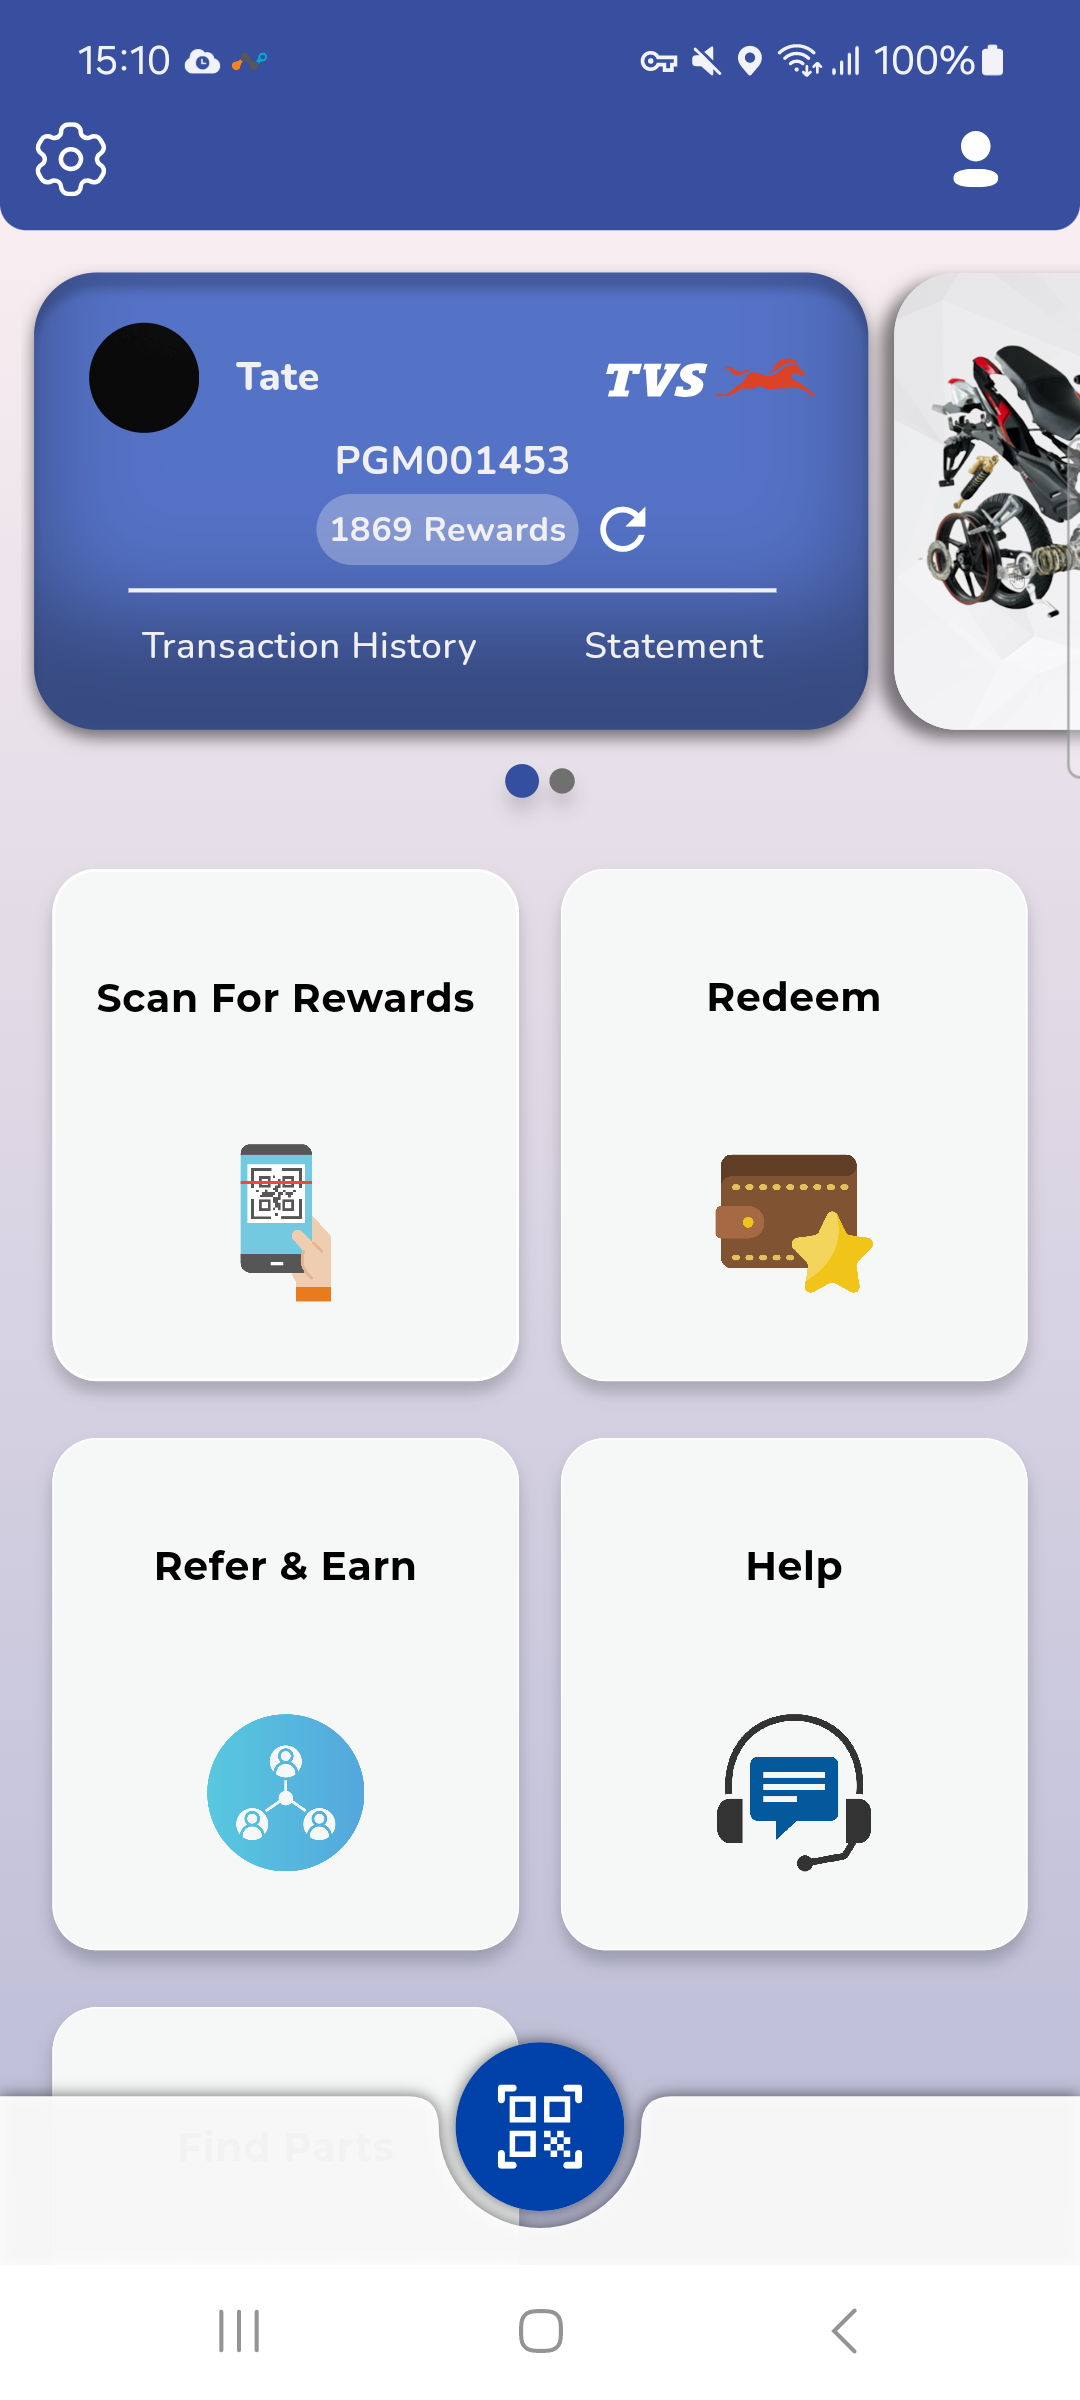 15:10
100%
Tate
TVS
PGM001453
1869 Rewards
Transaction History
Statement
Scan For Rewards
Redeem
Refer & Earn
Help
Find Parts